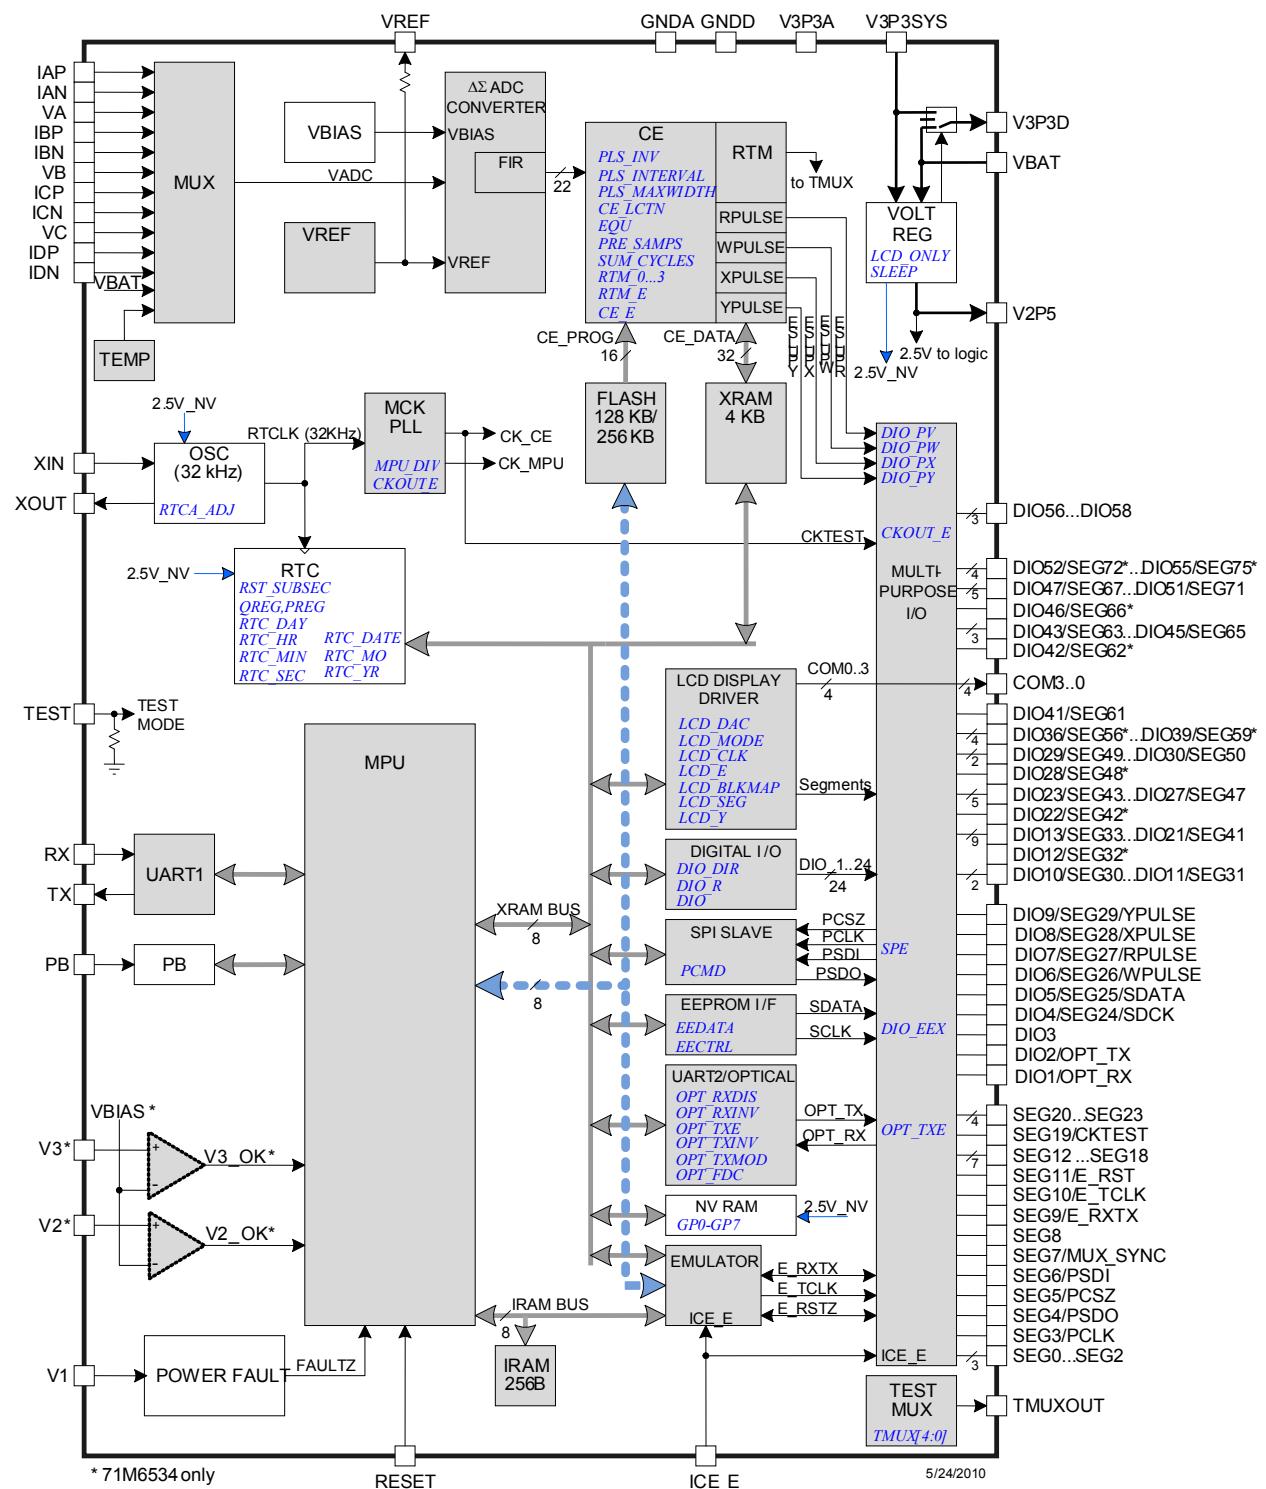 VREF
GNDA GNDD
V3P3A
V3P3SYS
IAP
IAN
VA
IBP
IBN
VB
ICP
ICN
VC
IDP
IDN
VBAT
MUX
TEMP
VADC
VBIAS
VREF
ΔΣ ADC
CONVERTER
VBIAS
FIR
VREF
22
CE
PLS_INV
PLS_INTERVAL
PLS_MAXWIDTH
CE_LCTN
EQU
PRE_SAMPS
SUM_CYCLES
RTM_0...3
RTM_E
CE_E
RTM
to TMUX
RPULSE
WPULSE
XPULSE
YPULSE
VOLT
REG
LCD_ONLY
SLEEP
V3P3D
VBAT
V2P5
2.5V to logic
2.5V_NV
CE_PROG
16
CE_DATA
32
FLASH
128 KB/
256 KB
XRAM
4 KB
2.5V_NV
XIN
XOUT
OSC
(32 kHz)
RTCA_ADJ
RTCLK (32KHz)
MCK
PLL
MPU_DIV
CKOUT_E
CK_CE
CK_MPU
2.5V_NV
RTC
RST_SUBSEC
QREG,PREG
RTC_DAY
RTC_HR
RTC_MIN
RTC_SEC
RTC_DATE
RTC_MO
RTC_YR
CKTEST
DIO_PV
DIO_PW
DIO_PX
DIO_PY
CKOUT_E
MULTI-
PURPOSE
I/O
3
DIO56...DIO58
4
DIO52/SEG72*...DIO55/SEG75*
5
DIO47/SEG67...DIO51/SEG71
DIO46/SEG66*
3
DIO43/SEG63...DIO45/SEG65
DIO42/SEG62*
4
COM3..0
DIO41/SEG61
4
DIO36/SEG56*...DIO39/SEG59*
2
DIO29/SEG49...DIO30/SEG50
DIO28/SEG48*
5
DIO23/SEG43...DIO27/SEG47
DIO22/SEG42*
9
DIO13/SEG33...DIO21/SEG41
DIO12/SEG32*
2
DIO10/SEG30...DIO11/SEG31
DIO9/SEG29/YPULSE
DIO8/SEG28/XPULSE
DIO7/SEG27/RPULSE
DIO6/SEG26/WPULSE
DIO5/SEG25/SDATA
DIO4/SEG24/SDCK
DIO3
DIO2/OPT_TX
DIO1/OPT_RX
4
SEG20...SEG23
SEG19/CKTEST
7
SEG12...SEG18
SEG11/E_RST
SEG10/E_TCLK
SEG9/E_RXTX
SEG8
SEG7/MUX_SYNC
SEG6/PSDI
SEG5/PCSZ
SEG4/PSDO
SEG3/PCLK
3
SEG0...SEG2
TEST
TEST
MODE
MPU
LCD DISPLAY
DRIVER
LCD_DAC
LCD_MODE
LCD_CLK
LCD_E
LCD_BLKMAP
LCD_SEG
LCD_Y
COM0..3
4
Segments
DIGITAL I/O
DIO_DIR
DIO_R
DIO
DIO_1..24
24
SPI SLAVE
PCMD
PCSZ
PCLK
PSDI
PSDO
SPE
EEPROM I/F
EEDATA
EECTRL
SDATA
SCLK
DIO_EEX
UART2/OPTICAL
OPT_RXDIS
OPT_RXINV
OPT_TXE
OPT_TXINV
OPT_TXMOD
OPT_FDC
OPT_TX
OPT_RX
OPT_TXE
NV RAM
GP0-GP7
2.5V_NV
EMULATOR
ICE_E
E_RXTX
E_TCLK
E_RSTZ
ICE_E
RX
TX
UART1
PB
PB
XRAM BUS
8
8
VBIAS *
V3*
+
-
V3_OK*
V2*
+
-
V2_OK*
IRAM BUS
8
IRAM
256B
V1
POWER FAULT
FAULTZ
TEST
MUX
TMUX[4:0]
TMUXOUT
* 71M6534 only
RESET
ICE E
5/24/2010